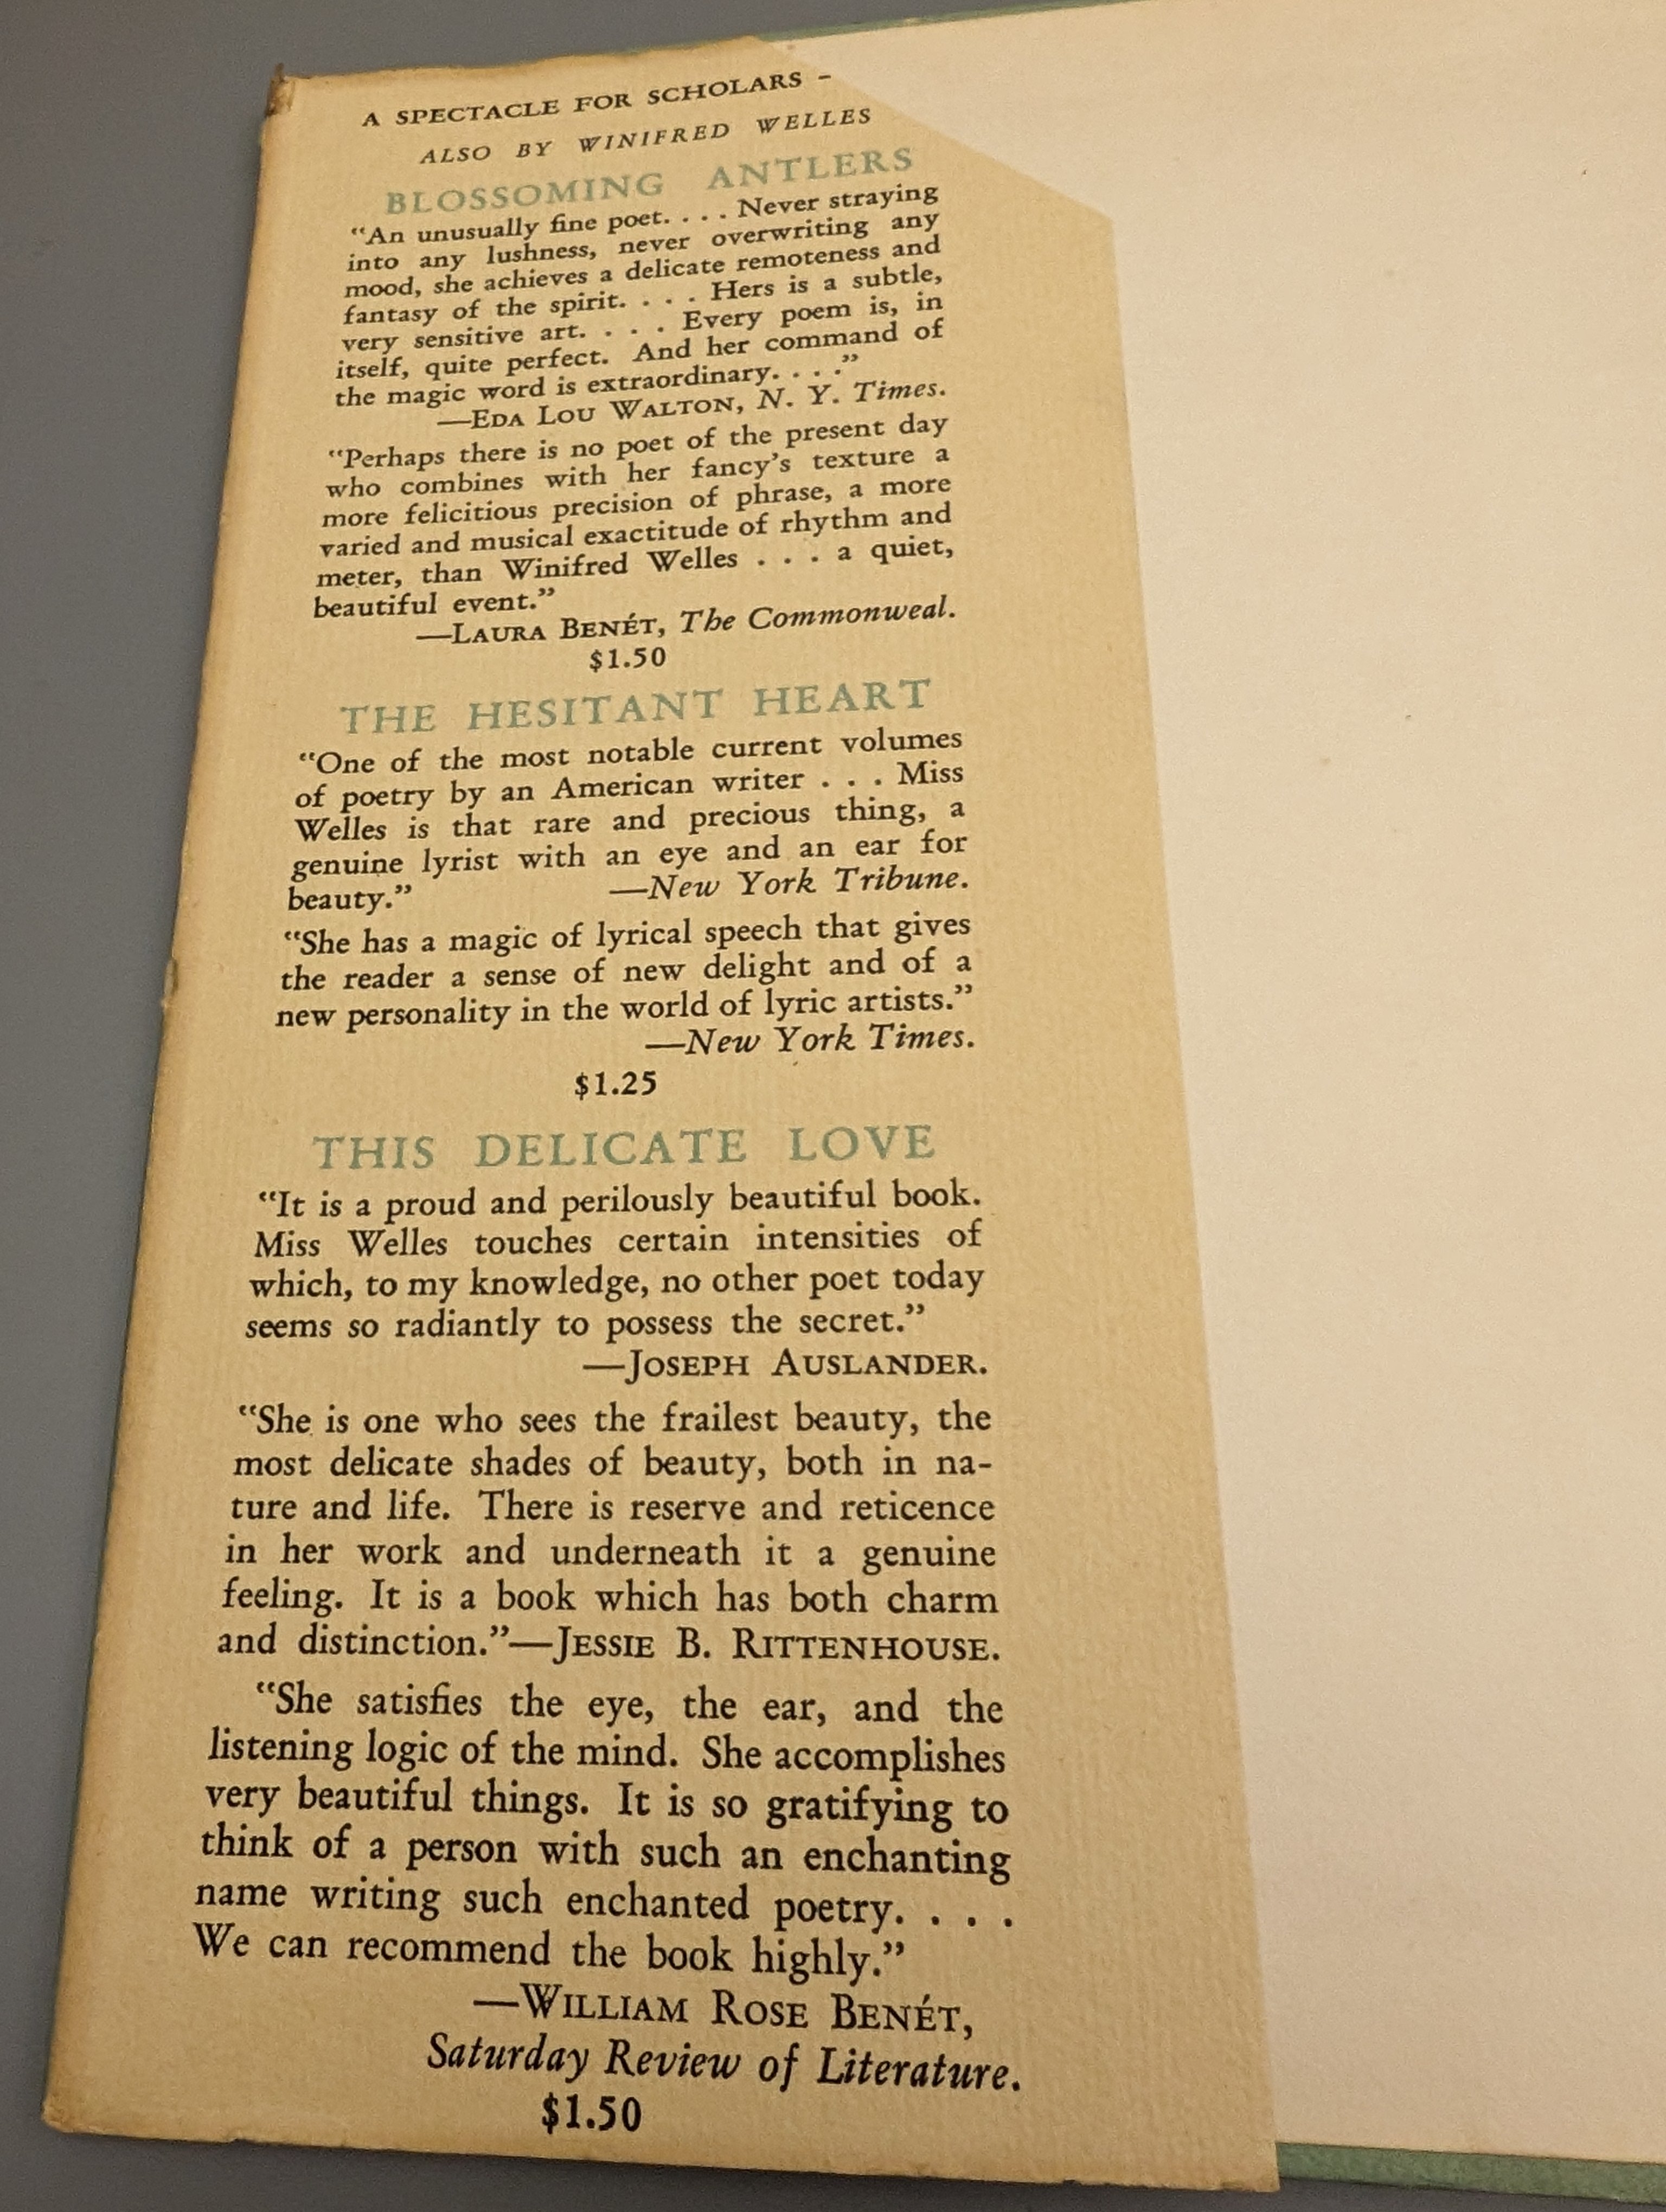 A SPECTACLE FOR SCHOLARS –
ALSO BY WINIFRED WELLES
BLOSSOMING ANTLERS
“An unusually fine poet. . . . Never straying
into any lushness, never overwriting any
mood, she achieves a delicate remoteness and
fantasy of the spirit. . . . Hers is a subtle,
very sensitive art. . . . Every poem is, in
itself, quite perfect. And her command of
the magic word is extraordinary. . . .”
—EDA LOU WALTON, N. Y. Times.
“Perhaps there is no poet of the present day
who combines with her fancy’s texture a
more felicitious precision of phrase, a more
varied and musical exactitude of rhythm and
meter, than Winifred Welles . . . a quiet,
beautiful event.”
—LAURA BENÉT, The Commonweal.
$1.50
THE HESITANT HEART
“One of the most notable current volumes
of poetry by an American writer . . . Miss
Welles is that rare and precious thing, a
genuine lyrist with an eye and an ear for
beauty.” —New York Tribune.
“She has a magic of lyrical speech that gives
the reader a sense of new delight and of a
new personality in the world of lyric artists.”
—New York Times.
$1.25
THIS DELICATE LOVE
“It is a proud and perilously beautiful book.
Miss Welles touches certain intensities of
which, to my knowledge, no other poet today
seems so radiantly to possess the secret.”
—JOSEPH AUSLANDER.
“She is one who sees the frailest beauty, the
most delicate shades of beauty, both in na-
ture and life. There is reserve and reticence
in her work and underneath it a genuine
feeling. It is a book which has both charm
and distinction.”—JESSIE B. RITTENHOUSE.
“She satisfies the eye, the ear, and the
listening logic of the mind. She accomplishes
very beautiful things. It is so gratifying to
think of a person with such an enchanting
name writing such enchanted poetry. . . .
We can recommend the book highly.”
—WILLIAM ROSE BENÉT,
Saturday Review of Literature.
$1.50